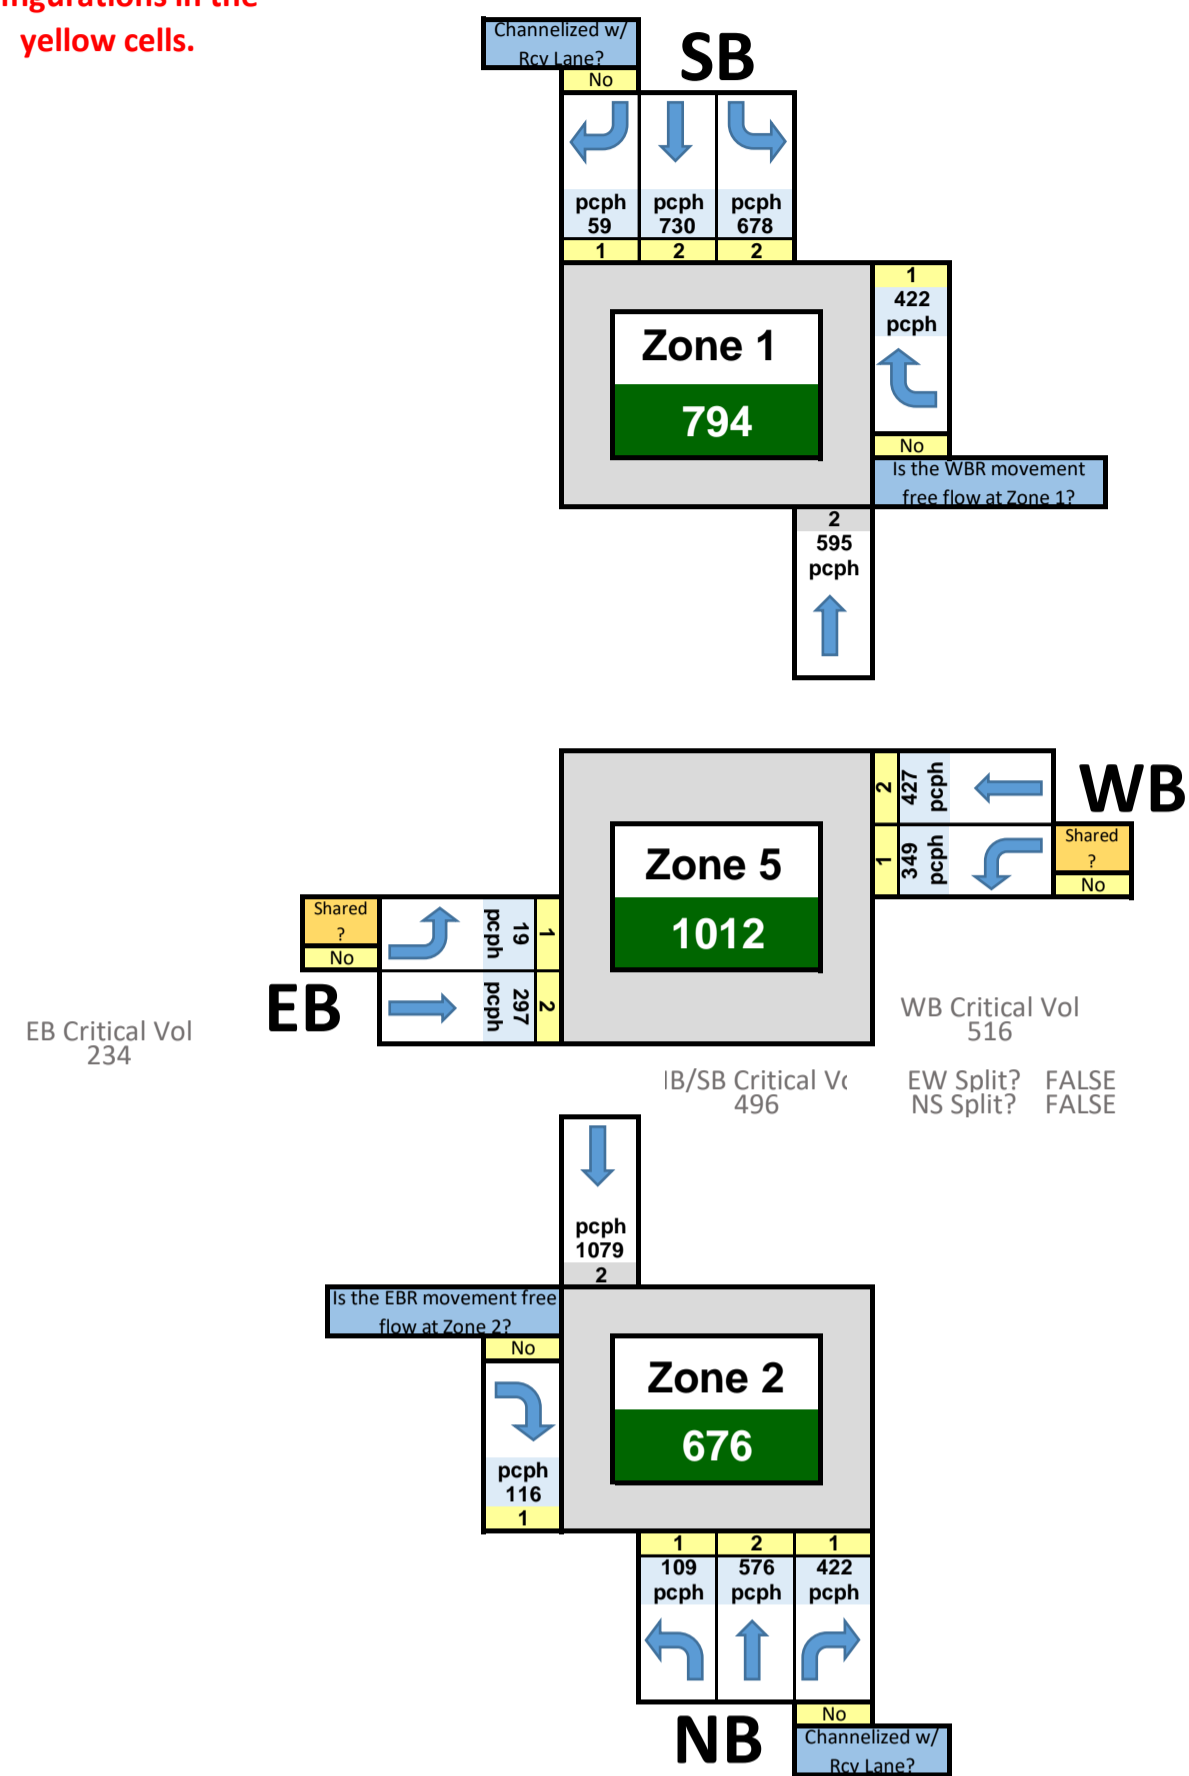 yellow cells.
Channelized w/
Rcv Lane?
No
SB
pcph pcph pcph
59 730 678
1 2 2
Zone 1
794
1
422
pcph
No
Is the WBR movement
free flow at Zone 1?
2
595
pcph
Zone 5
1012
2 427 pcph
WB
1 349 pcph
Shared
?
No
Shared
?
No
pcph 19 1
EB
pcph 297 2
EB Critical Vol
234
WB Critical Vol
516
496
EW Split? FALSE
NS Split? FALSE
pcph
1079
2
Is the EBR movement free
flow at Zone 2?
No
pcph
116
1
Zone 2
676
1 2 1
109 576 422
pcph pcph pcph
NB
No
Channelized w/
Rcv Lane?